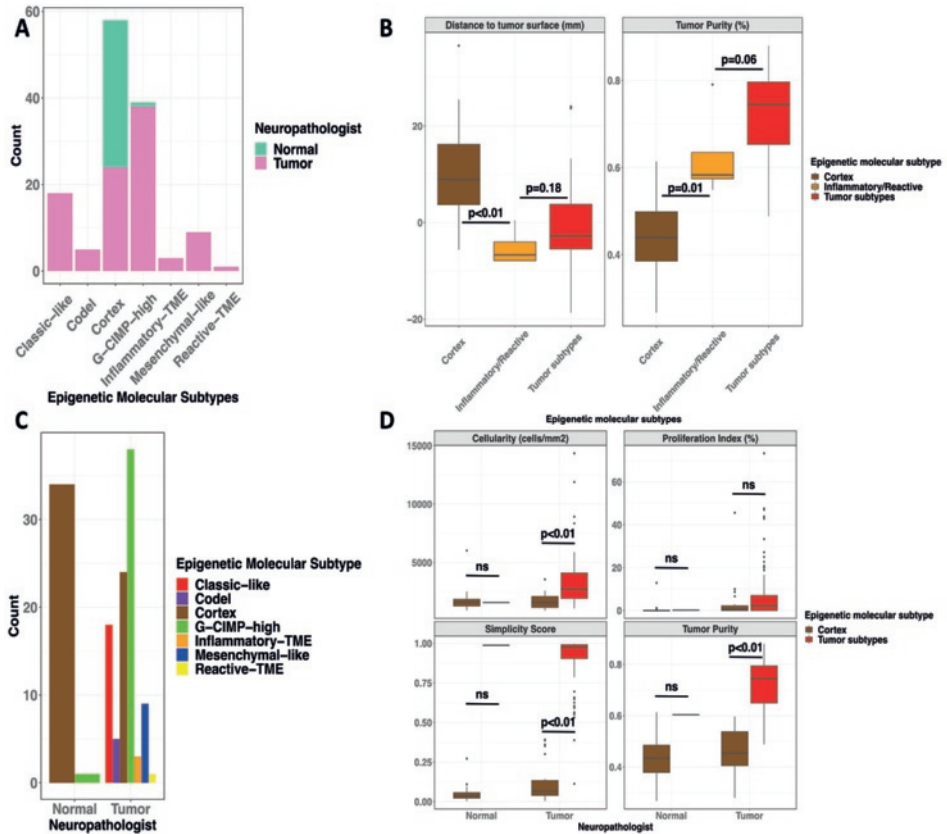 A
60
40
20
0
Count
Classic-like
Codel
Cortex
G-CIMP-high
Inflammatory-TME
Mesenchymal-like
Reactive-TME
Epigenetic Molecular Subtypes
Neuropathologist
Normal
Tumor
B
Distance to tumor surface (mm)
Tumor Purity (%)
20
0
-20
0.8
0.6
0.4
p<0.01
p=0.18
p=0.01
p=0.06
Cortex
Inflammatory/Reactive
Tumor subtypes
Cortex
Inflammatory/Reactive
Tumor subtypes
Epigenetic molecular subtypes
Epigenetic molecular subtype
Cortex
Inflammatory/Reactive
Tumor subtypes
C
30
20
10
0
Count
Normal
Tumor
Neuropathologist
Epigenetic Molecular Subtype
Classic-like
Codel
Cortex
G-CIMP-high
Inflammatory-TME
Mesenchymal-like
Reactive-TME
D
Cellularity (cells/mm2)
Proliferation Index (%)
15000
10000
5000
ns
p<0.01
60
40
20
0
ns
ns
Simplicity Score
Tumor Purity
1.00
0.75
0.50
0.25
0.00
ns
p<0.01
0.8
0.6
0.4
ns
p<0.01
Normal
Tumor
Normal
Tumor
Neuropathologist
Epigenetic molecular subtype
Cortex
Tumor subtypes